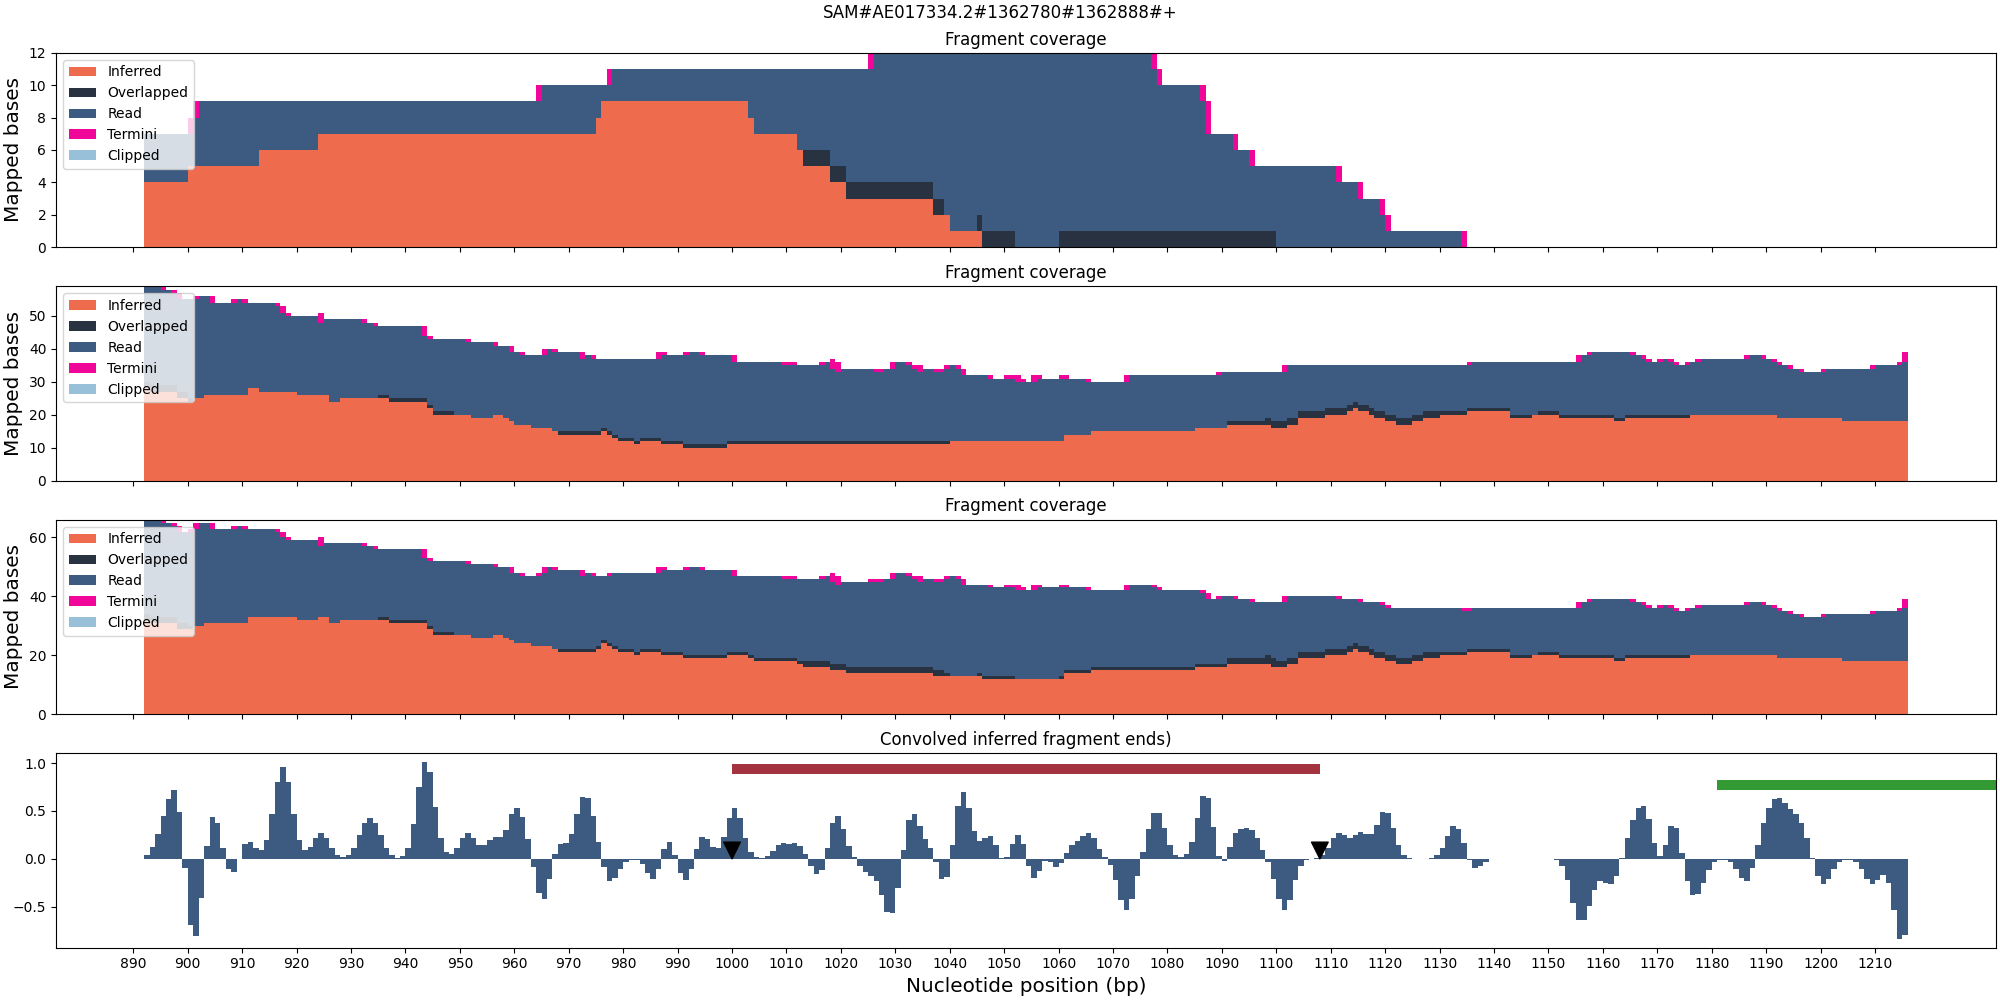 SAM#AE017334.2#1362780#1362888#+
Fragment coverage
12
10
8
6
4
2
0
Mapped bases
Inferred
Overlapped
Read
Termini
Clipped
Fragment coverage
50
40
30
20
10
0
Mapped bases
Inferred
Overlapped
Read
Termini
Clipped
Fragment coverage
60
40
20
0
Mapped bases
Inferred
Overlapped
Read
Termini
Clipped
Convolved inferred fragment ends)
1.0
0.5
0.0
−0.5
890 900 910 920 930 940 950 960 970 980 990 1000 1010 1020 1030 1040 1050 1060 1070 1080 1090 1100 1110 1120 1130 1140 1150 1160 1170 1180 1190 1200 1210
Nucleotide position (bp)